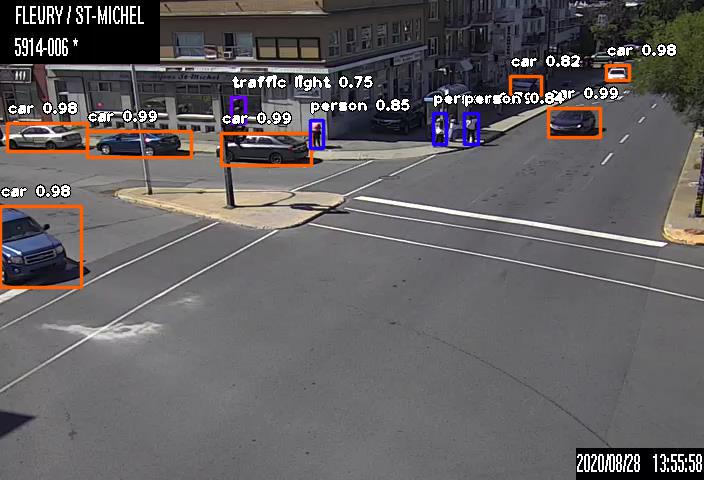 FLEURY / ST-MICHEL
5914-006 *
car 0.98
car 0.82
traffic light 0.75
car 0.98
car 0.99
person 0.85
car 0.99
car 0.99
car 0.98
2020/08/28 13:55:58